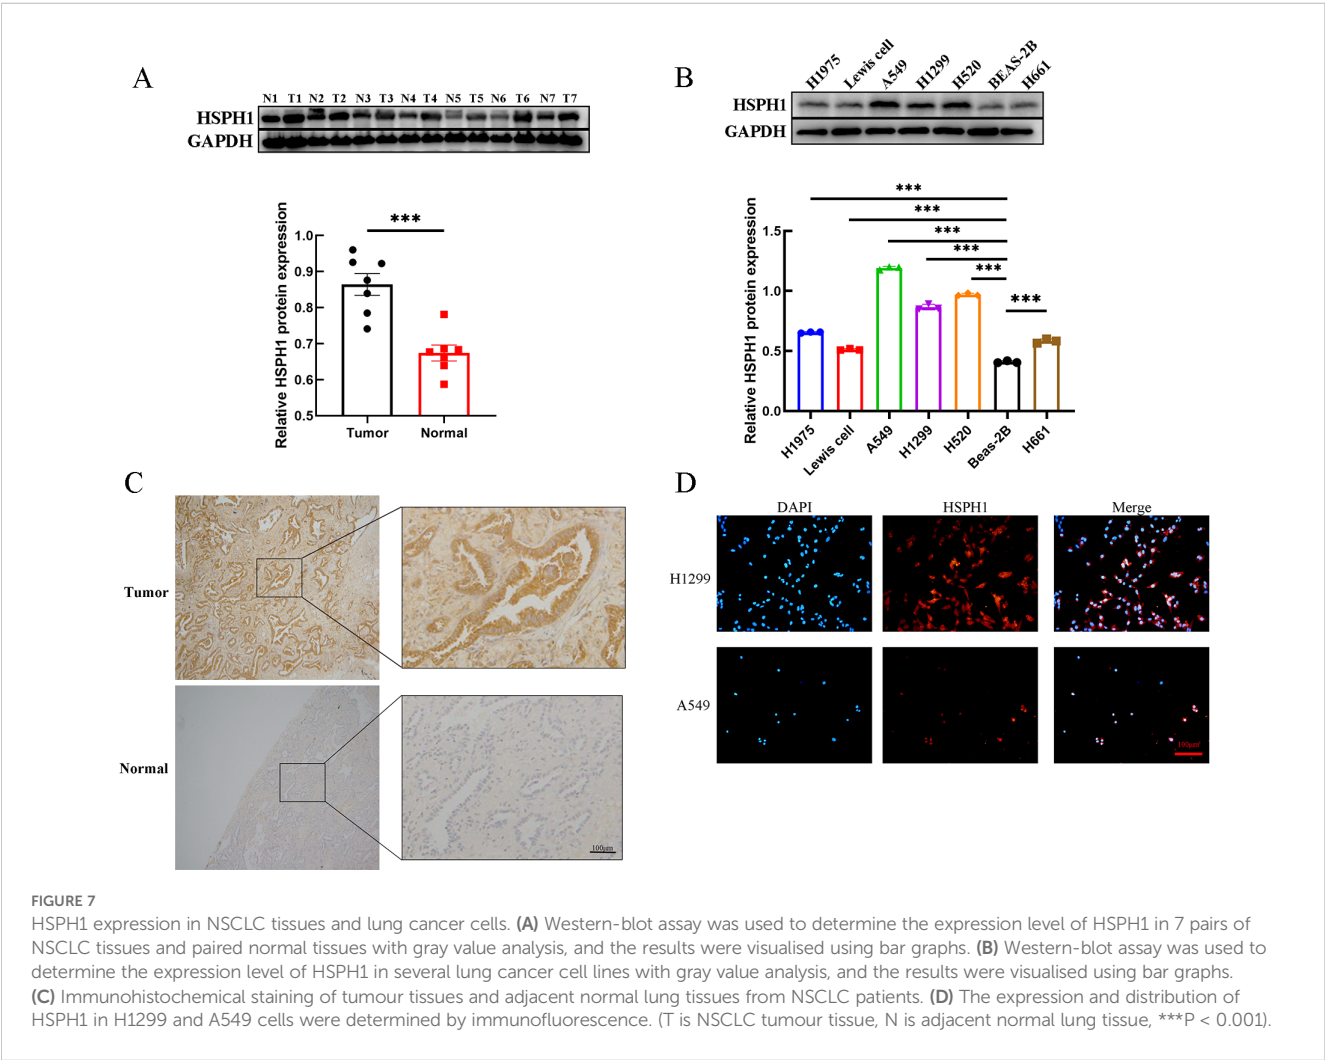 A
N1 T1 N2 T2 N3 T3 N4 T4 N5 T5 N6 T6 N7 T7
HSPH1
GAPDH
Relative HSPH1 protein expression
***
1.0
0.9
0.8
0.7
0.6
0.5
Tumor Normal
B
H1975 Lewis cell A549 H1299 H520 BEAS-2B H661
HSPH1
GAPDH
Relative HSPH1 protein expression
***
***
***
***
***
***
1.5
1.0
0.5
0.0
H1975 Lewis cell A549 H1299 H520 Beas-2B H661
C
Tumor
Normal
100μm
D
DAPI HSPH1 Merge
H1299
A549
100μm
FIGURE 7
HSPH1 expression in NSCLC tissues and lung cancer cells. (A) Western-blot assay was used to determine the expression level of HSPH1 in 7 pairs of
NSCLC tissues and paired normal tissues with gray value analysis, and the results were visualised using bar graphs. (B) Western-blot assay was used to
determine the expression level of HSPH1 in several lung cancer cell lines with gray value analysis, and the results were visualised using bar graphs.
(C) Immunohistochemical staining of tumour tissues and adjacent normal lung tissues from NSCLC patients. (D) The expression and distribution of
HSPH1 in H1299 and A549 cells were determined by immunofluorescence. (T is NSCLC tumour tissue, N is adjacent normal lung tissue, ***P < 0.001).